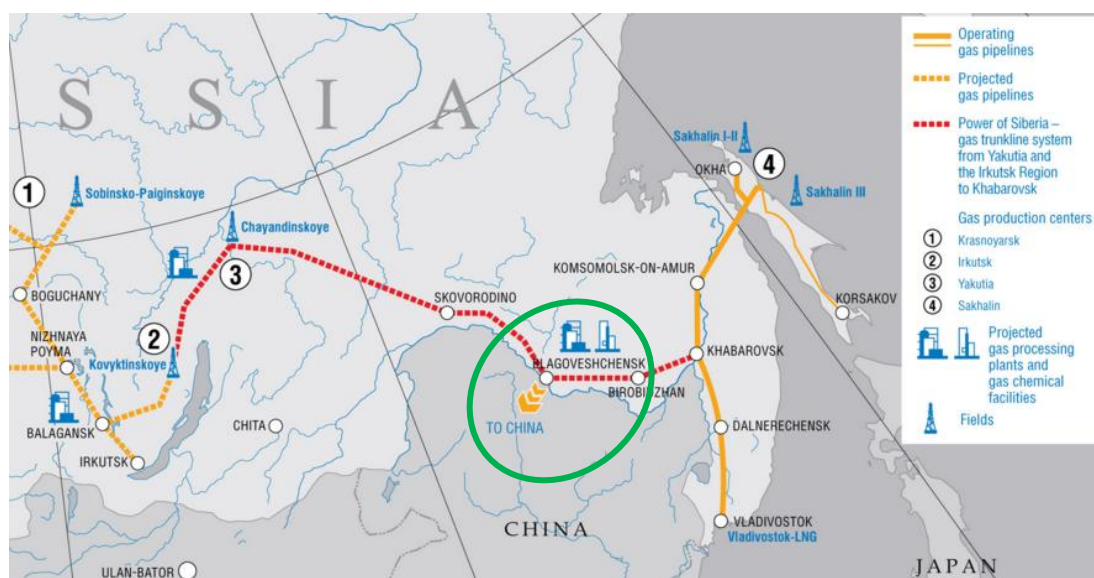 S S I A
1
Sobinsko-Paiginskoye
BOGUCHANY
NIZHNAYA
POYMA
2
Kovyktinskoye
BALAGANSK
IRKUTSK
Chayandinskoye
3
CHITA
ULAN-BATOR
SKOVORODINO
BLAGOVESHCHENSK
BIROBIDZHAN
TO CHINA
CHINA
Sakhalin I-II
4
OKHA
Sakhalin III
KOMSOMOLSK-ON-AMUR
KORSAKOV
KHABAROVSK
DALNERECHENSK
VLADIVOSTOK
Vladivostok-LNG
JAPAN
Operating
gas pipelines
Projected
gas pipelines
Power of Siberia –
gas trunkline system
from Yakutia and
the Irkutsk Region
to Khabarovsk
Gas production centers
1 Krasnoyarsk
2 Irkutsk
3 Yakutia
4 Sakhalin
Projected
gas processing
plants and
gas chemical
facilities
Fields